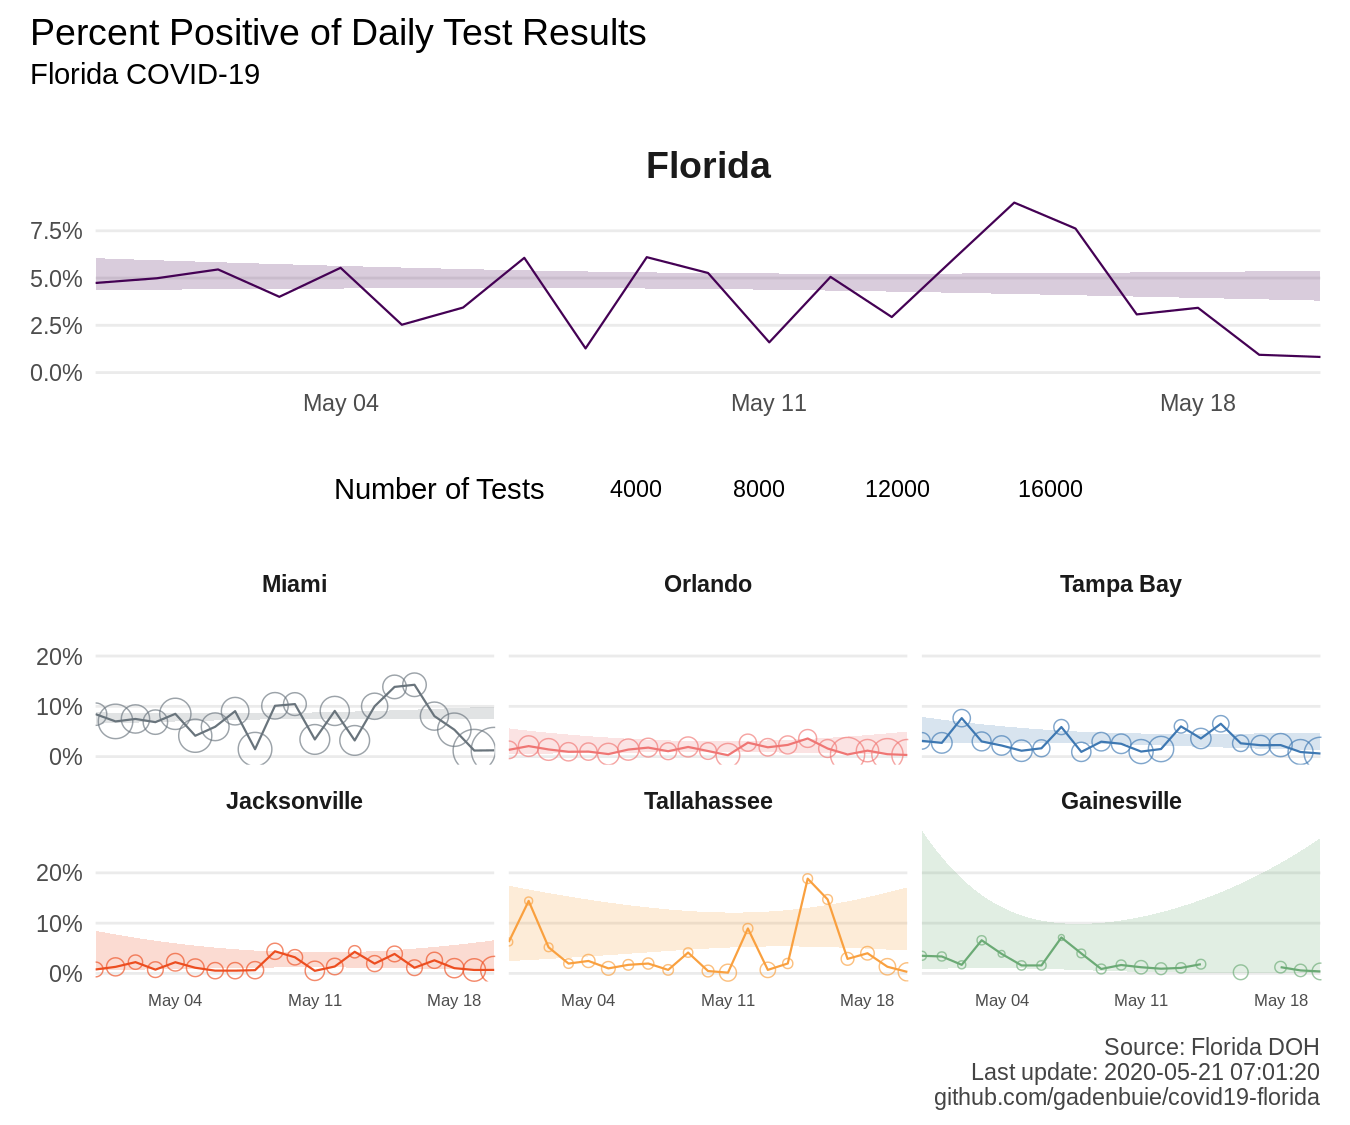 Percent Positive of Daily Test Results
Florida COVID-19
Florida
7.5%
5.0%
2.5%
0.0%
May 04 May 11 May 18
Number of Tests 4000 8000 12000 16000
Miami Orlando Tampa Bay
20%
10%
0%
Jacksonville Tallahassee Gainesville
20%
10%
0%
May 04 May 11 May 18 May 04 May 11 May 18 May 04 May 11 May 18
Source: Florida DOH
Last update: 2020-05-21 07:01:20
github.com/gadenbuie/covid19-florida